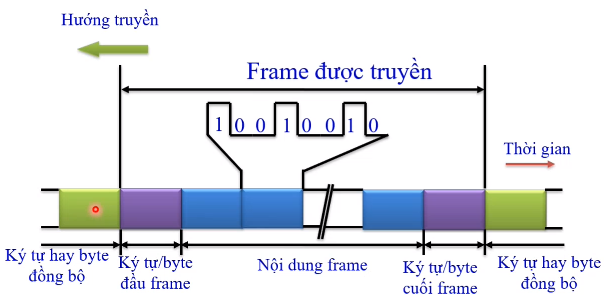 Hướng truyền
Frame được truyền
1 0 0 1 0 0 1 0
Thời gian
Ký tự hay byte
đồng bộ
Ký tự/byte
đầu frame
Nội dung frame
Ký tự/byte
cuối frame
Ký tự hay byte
đồng bộ